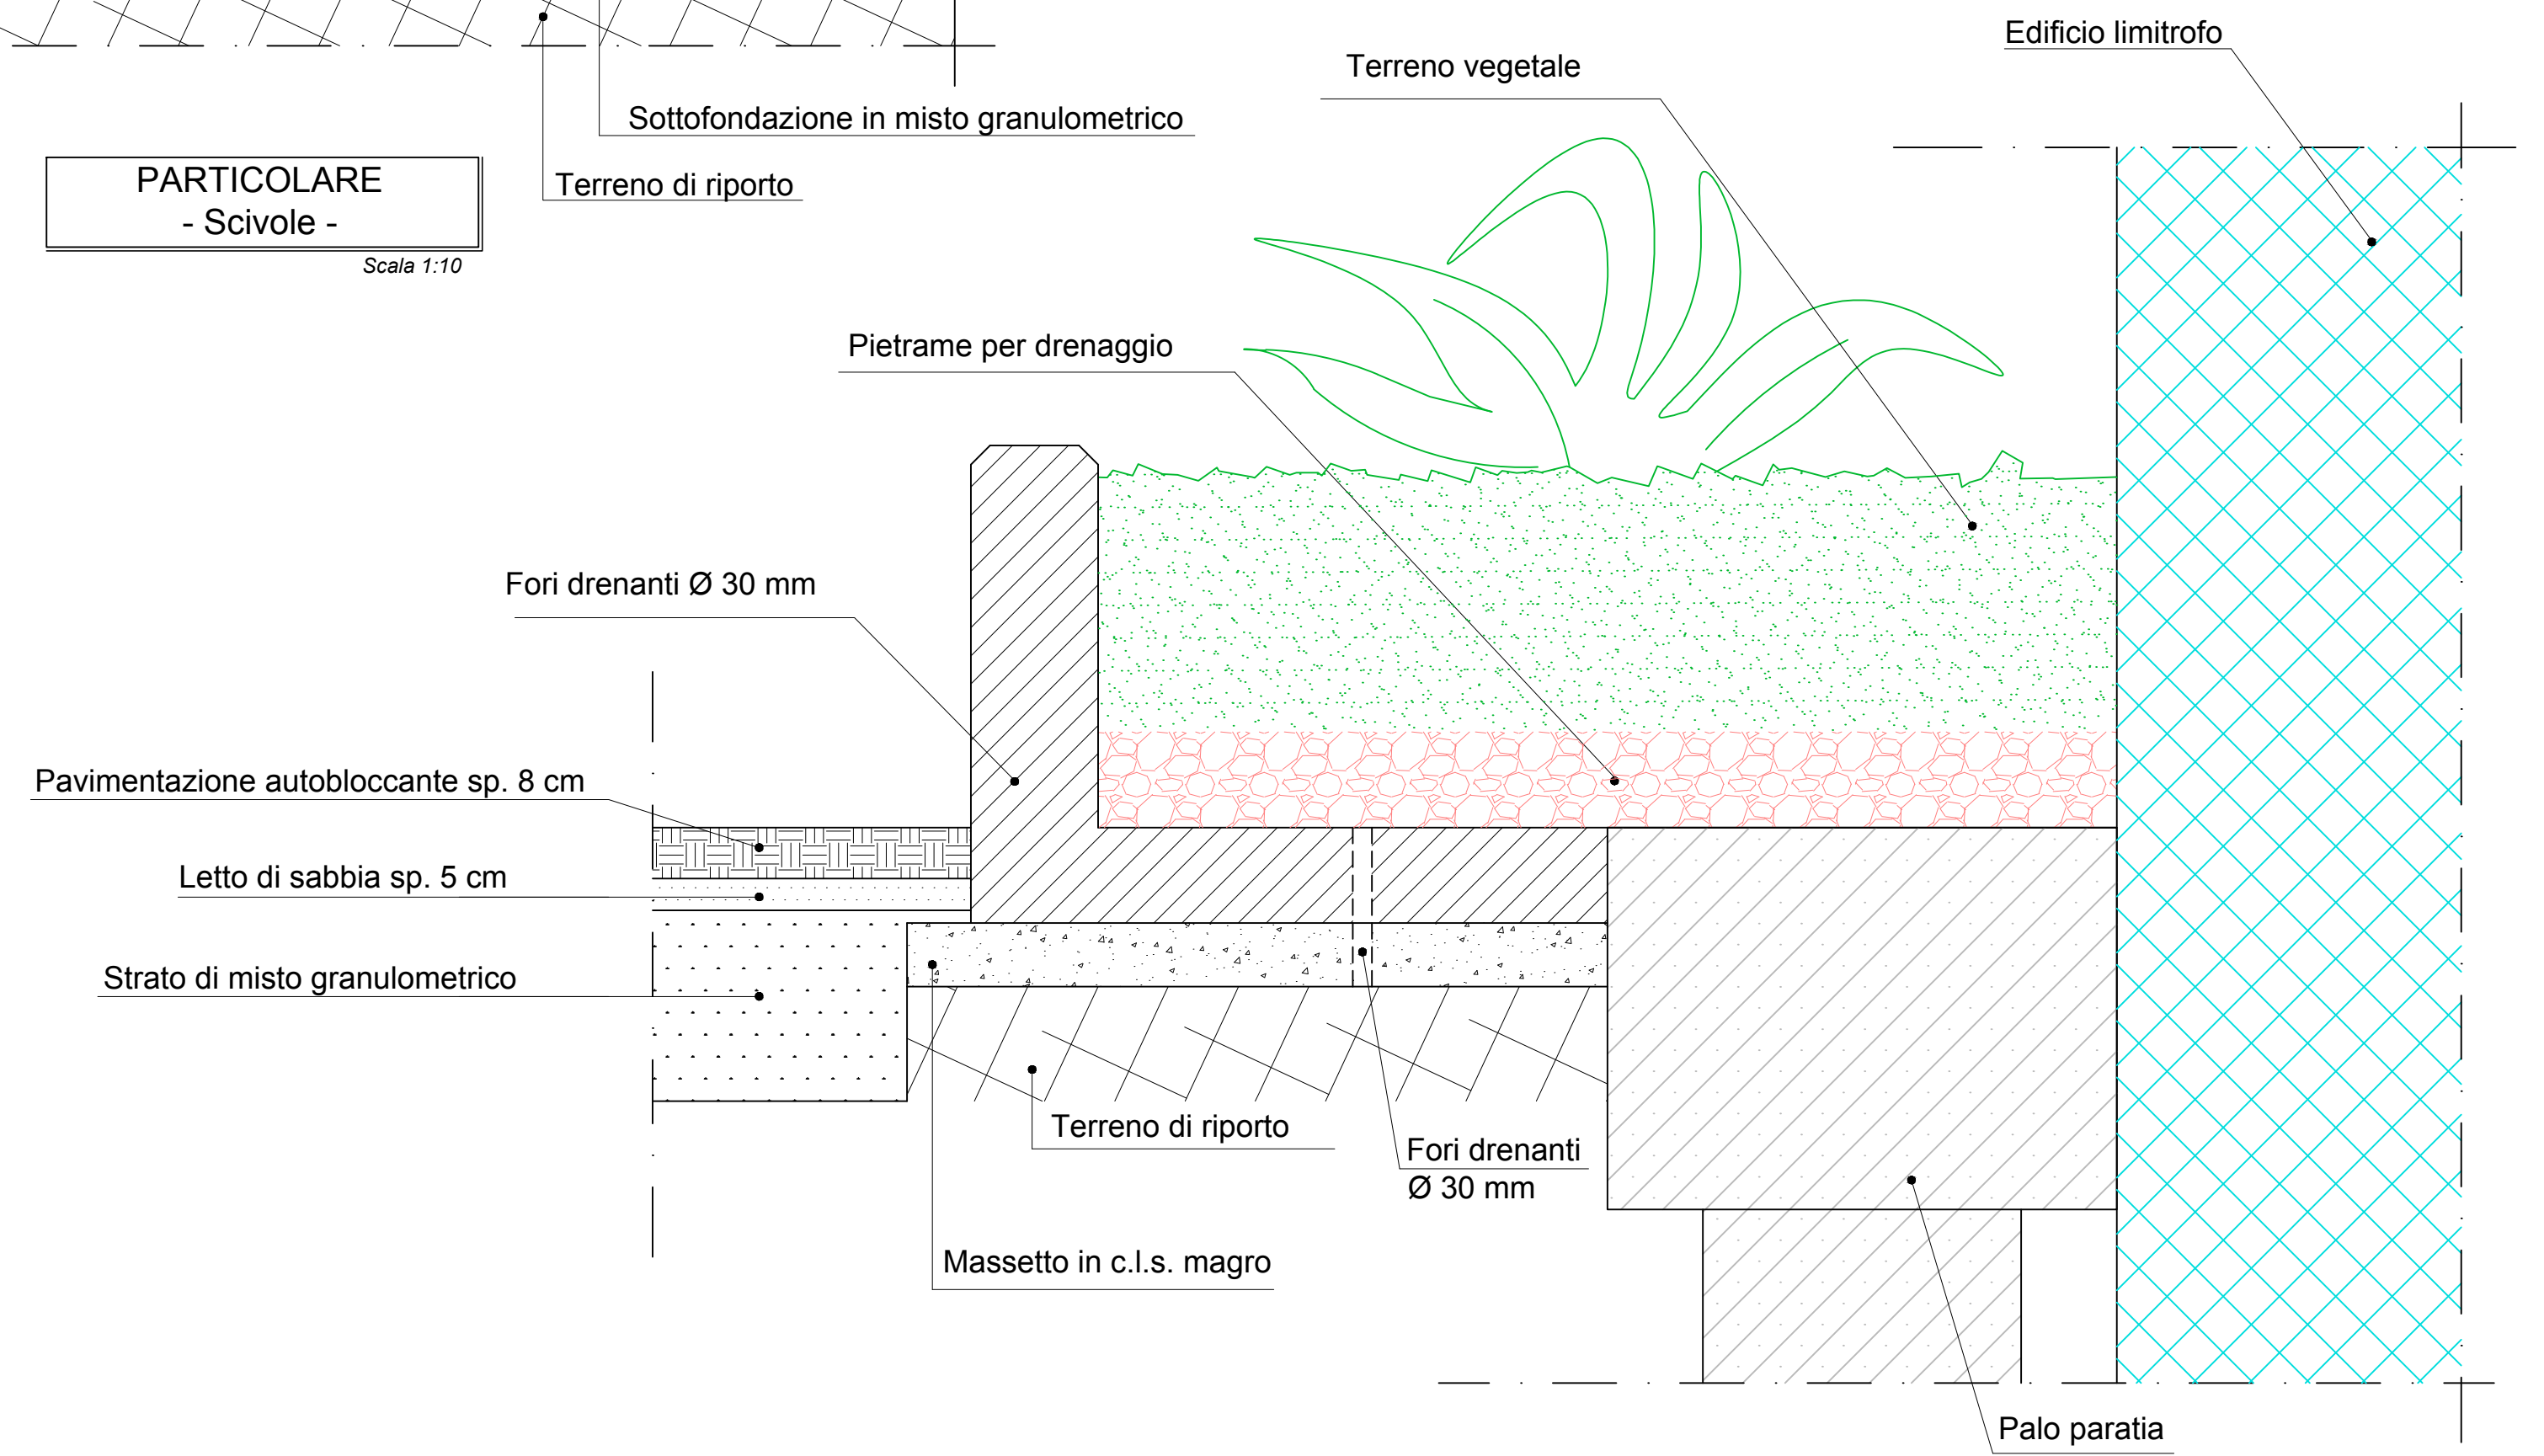 Edificio limitrofo
Terreno vegetale
Sottofondazione in misto granulometrico
Terreno di riporto
PARTICOLARE
- Scivole -
Scala 1:10
Pietrame per drenaggio
Fori drenanti Ø 30 mm
Pavimentazione autobloccante sp. 8 cm
Letto di sabbia sp. 5 cm
Strato di misto granulometrico
Terreno di riporto
Fori drenanti
Ø 30 mm
Massetto in c.l.s. magro
Palo paratia